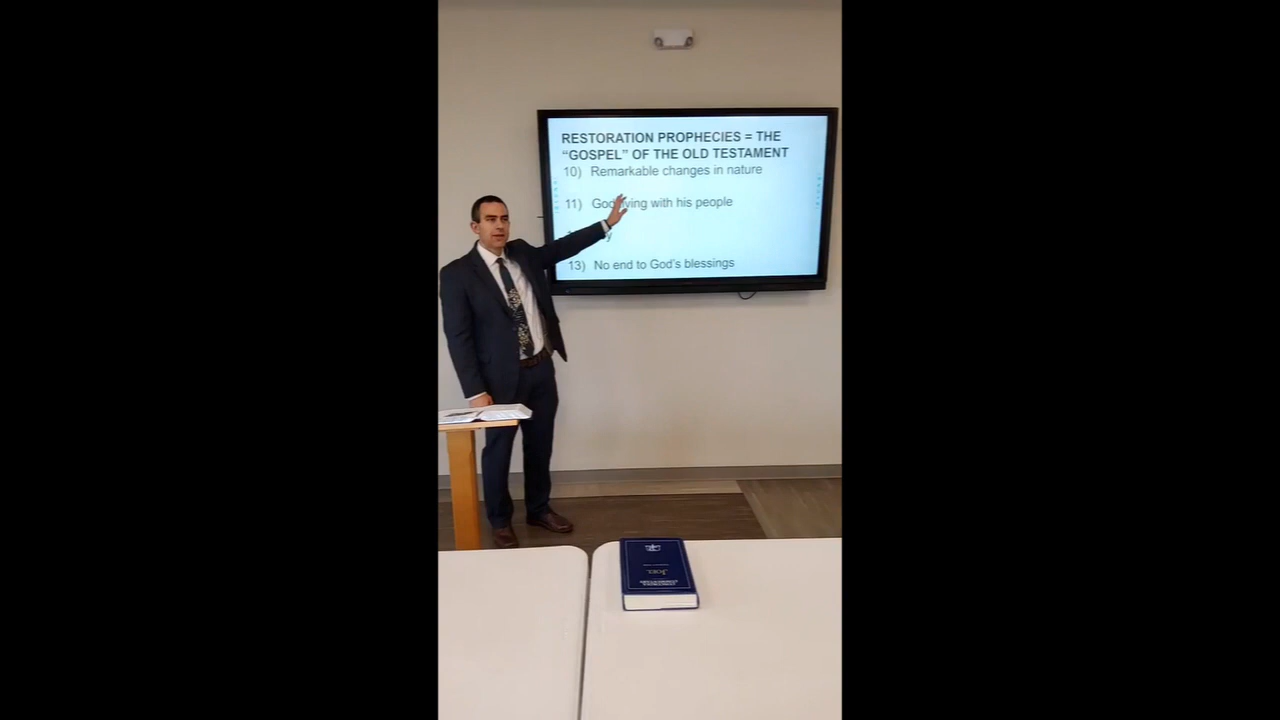 RESTORATION PROPHECIES = THE
“GOSPEL” OF THE OLD TESTAMENT
10) Remarkable changes in nature
11) God living with his people
13) No end to God’s blessings
JOEL